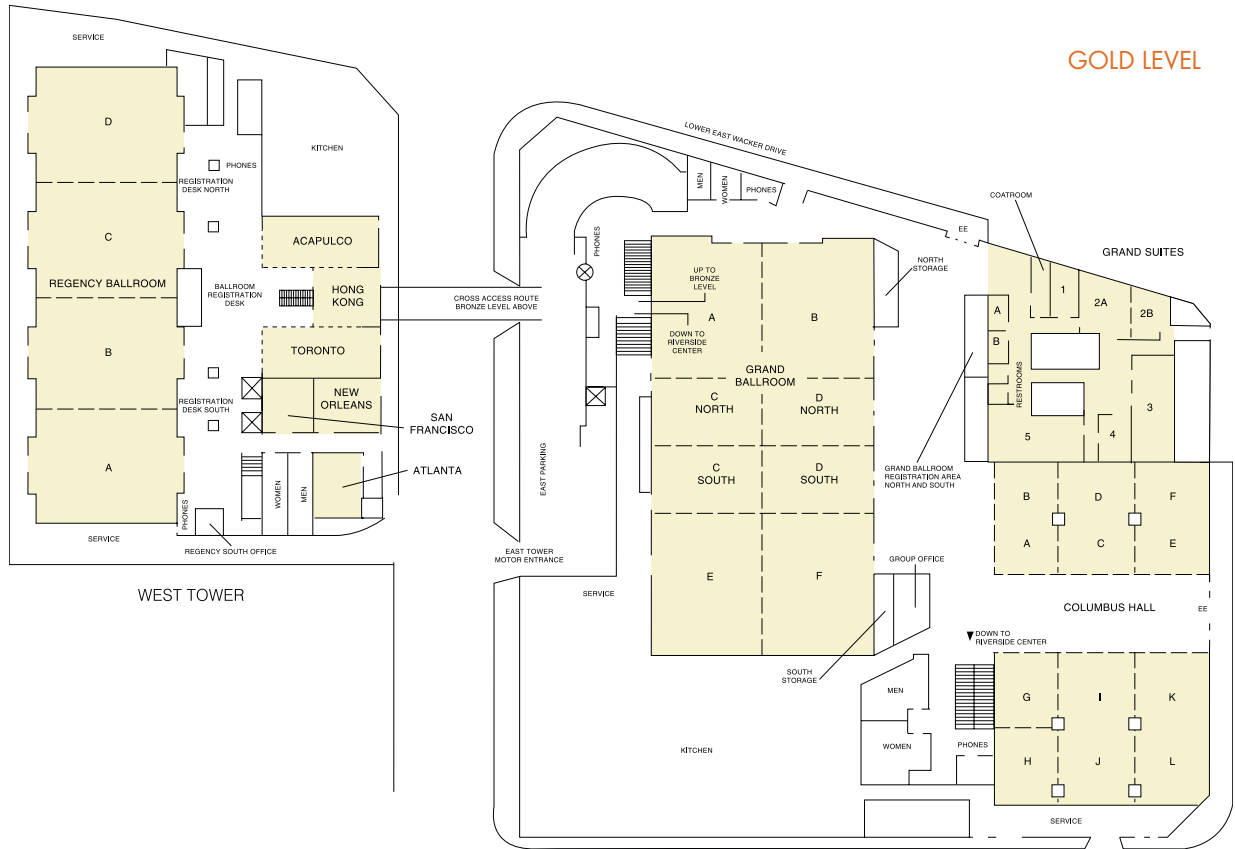 GOLD LEVEL
SERVICE
D
PHONES
KITCHEN
REGISTRATION
DESK NORTH
C
ACAPULCO
REGENCY BALLROOM
BALLROOM
REGISTRATION
DESK
HONG
KONG
CROSS ACCESS ROUTE
BRONZE LEVEL ABOVE
B
TORONTO
REGISTRATION
DESK SOUTH
NEW
ORLEANS
SAN
FRANCISCO
A
ATLANTA
WOMEN
MEN
PHONES
SERVICE
REGENCY SOUTH OFFICE
WEST TOWER
LOWER EAST WACKER DRIVE
MEN
WOMEN
PHONES
PHONES
EE
COATROOM
GRAND SUITES
NORTH
STORAGE
UP TO
BRONZE
LEVEL
A
B
DOWN TO
RIVERSIDE
CENTER
GRAND
BALLROOM
C
NORTH
D
NORTH
C
SOUTH
D
SOUTH
E
F
EAST PARKING
EAST TOWER
MOTOR ENTRANCE
SERVICE
1
2A
2B
A
B
RESTROOMS
3
4
5
GRAND BALLROOM
REGISTRATION AREA
NORTH AND SOUTH
B
D
F
A
C
E
GROUP OFFICE
COLUMBUS HALL
EE
DOWN TO
RIVERSIDE CENTER
SOUTH
STORAGE
MEN
WOMEN
PHONES
KITCHEN
G
I
K
H
J
L
SERVICE